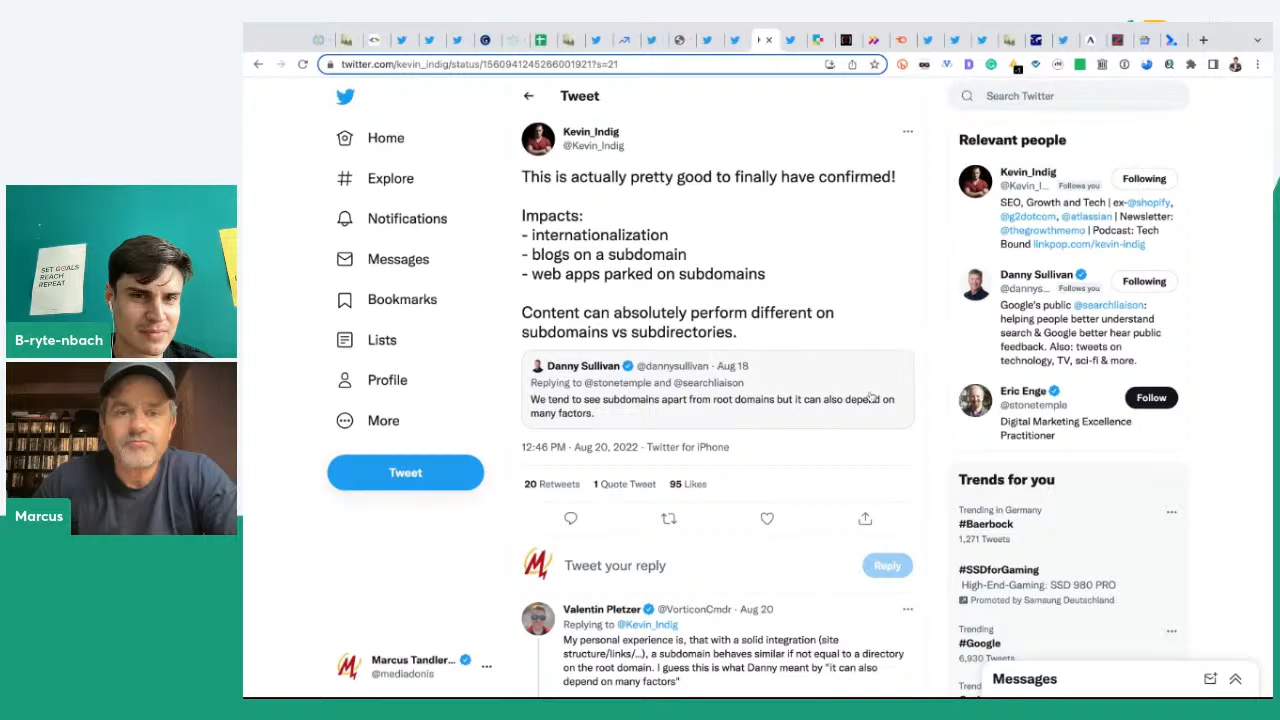 twitter.com/kevin_indig/status/1560941245266001921?s=21
Tweet
Search Twitter
Home
Explore
Notifications
Messages
Bookmarks
Lists
Profile
More
Tweet
Marcus Tandler...
@mediadonis
Kevin_Indig
@Kevin_Indig
This is actually pretty good to finally have confirmed!
Impacts:
- internationalization
- blogs on a subdomain
- web apps parked on subdomains
Content can absolutely perform different on
subdomains vs subdirectories.
Danny Sullivan @dannysullivan · Aug 18
Replying to @stonetemple and @searchliaison
We tend to see subdomains apart from root domains but it can also depend on
many factors.
12:46 PM · Aug 20, 2022 · Twitter for iPhone
20 Retweets 1 Quote Tweet 95 Likes
Tweet your reply
Reply
Valentin Pletzer @VorticonCmdr · Aug 20
Replying to @Kevin_Indig
My personal experience is, that with a solid integration (site
structure/links/...), a subdomain behaves similar if not equal to a directory
on the root domain. I guess this is what Danny meant by "it can also
depend on many factors"
Relevant people
Kevin_Indig
@Kevin_I... Follows you
Following
SEO, Growth and Tech | ex-@shopify,
@g2dotcom, @atlassian | Newsletter:
@thegrowthmemo | Podcast: Tech
Bound linkpop.com/kevin-indig
Danny Sullivan
@dannys... Follows you
Following
Google's public @searchliaison:
helping people better understand
search & Google better hear public
feedback. Also: tweets on
technology, TV, sci-fi & more.
Eric Enge
@stonetemple
Follow
Digital Marketing Excellence
Practitioner
Trends for you
Trending in Germany
#Baerbock
1,271 Tweets
#SSDforGaming
High-End-Gaming: SSD 980 PRO
Promoted by Samsung Deutschland
Trending
#Google
6,930 Tweets
Trend
Messages
SET GOALS
REACH
REPEAT
B-ryte-nbach
Marcus